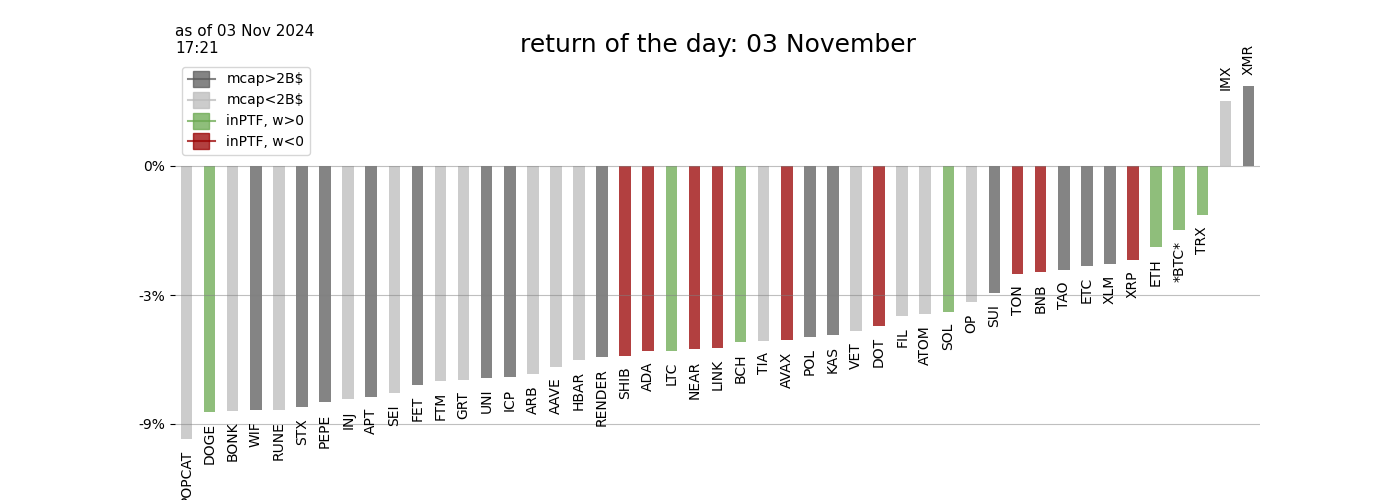 as of 03 Nov 2024
17:21
return of the day: 03 November
mcap>2B$
mcap<2B$
inPTF, w>0
inPTF, w<0
0%
-3%
-9%
DOGE
BONK
WIF
RUNE
STX
PEPE
INJ
APT
SEI
FET
FTM
GRT
UNI
ICP
ARB
AAVE
HBAR
RENDER
SHIB
ADA
LTC
NEAR
LINK
BCH
TIA
AVAX
POL
KAS
VET
DOT
FIL
ATOM
SOL
OP
SUI
TON
BNB
TAO
ETC
XLM
XRP
ETH
*BTC*
TRX
IMX
XMR